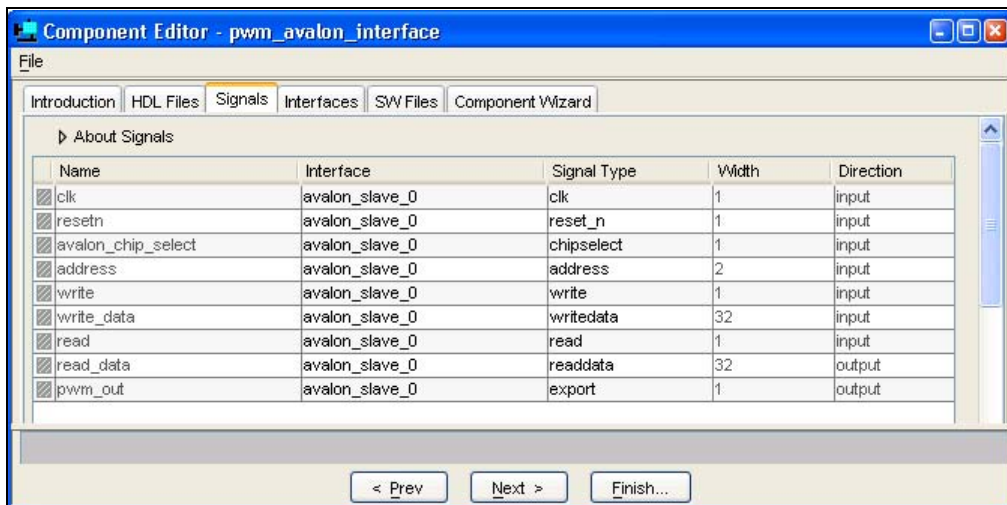 Component Editor - pwm_avalon_interface
File
Introduction HDL Files Signals Interfaces SW Files Component Wizard
About Signals
Name Interface Signal Type Width Direction
clk avalon_slave_0 clk 1 input
resetn avalon_slave_0 reset_n 1 input
avalon_chip_select avalon_slave_0 chipselect 1 input
address avalon_slave_0 address 2 input
write avalon_slave_0 write 1 input
write_data avalon_slave_0 writedata 32 input
read avalon_slave_0 read 1 input
read_data avalon_slave_0 readdata 32 output
pwm_out avalon_slave_0 export 1 output
< Prev Next > Finish...